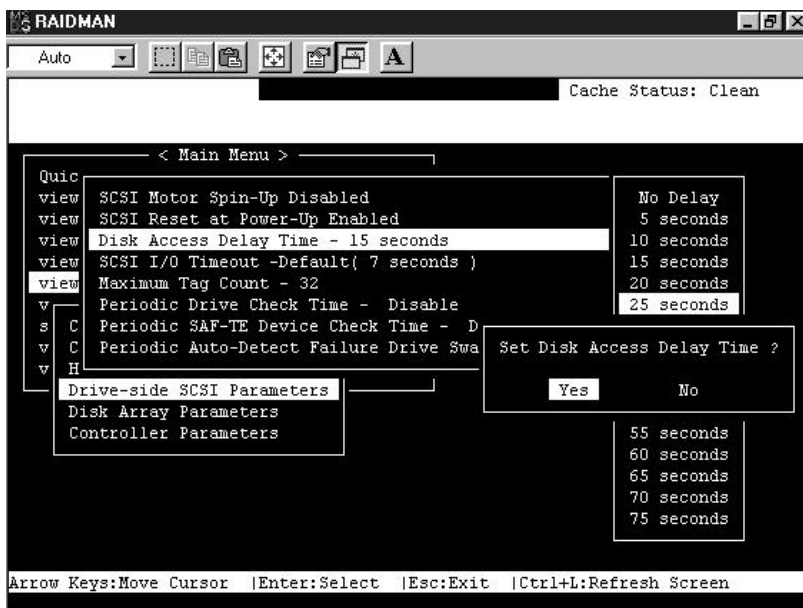 RAIDMAN
Auto
A
Cache Status: Clean
< Main Menu >
Quic
view
view
view
view
view
v
s C
v C
v H
SCSI Motor Spin-Up Disabled
SCSI Reset at Power-Up Enabled
Disk Access Delay Time - 15 seconds
SCSI I/O Timeout -Default( 7 seconds )
Maximum Tag Count - 32
Periodic Drive Check Time - Disable
Periodic SAF-TE Device Check Time - D
Periodic Auto-Detect Failure Drive Swa
Drive-side SCSI Parameters
Disk Array Parameters
Controller Parameters
No Delay
5 seconds
10 seconds
15 seconds
20 seconds
25 seconds
Set Disk Access Delay Time ?
Yes No
55 seconds
60 seconds
65 seconds
70 seconds
75 seconds
Arrow Keys:Move Cursor |Enter:Select |Esc:Exit |Ctrl+L:Refresh Screen